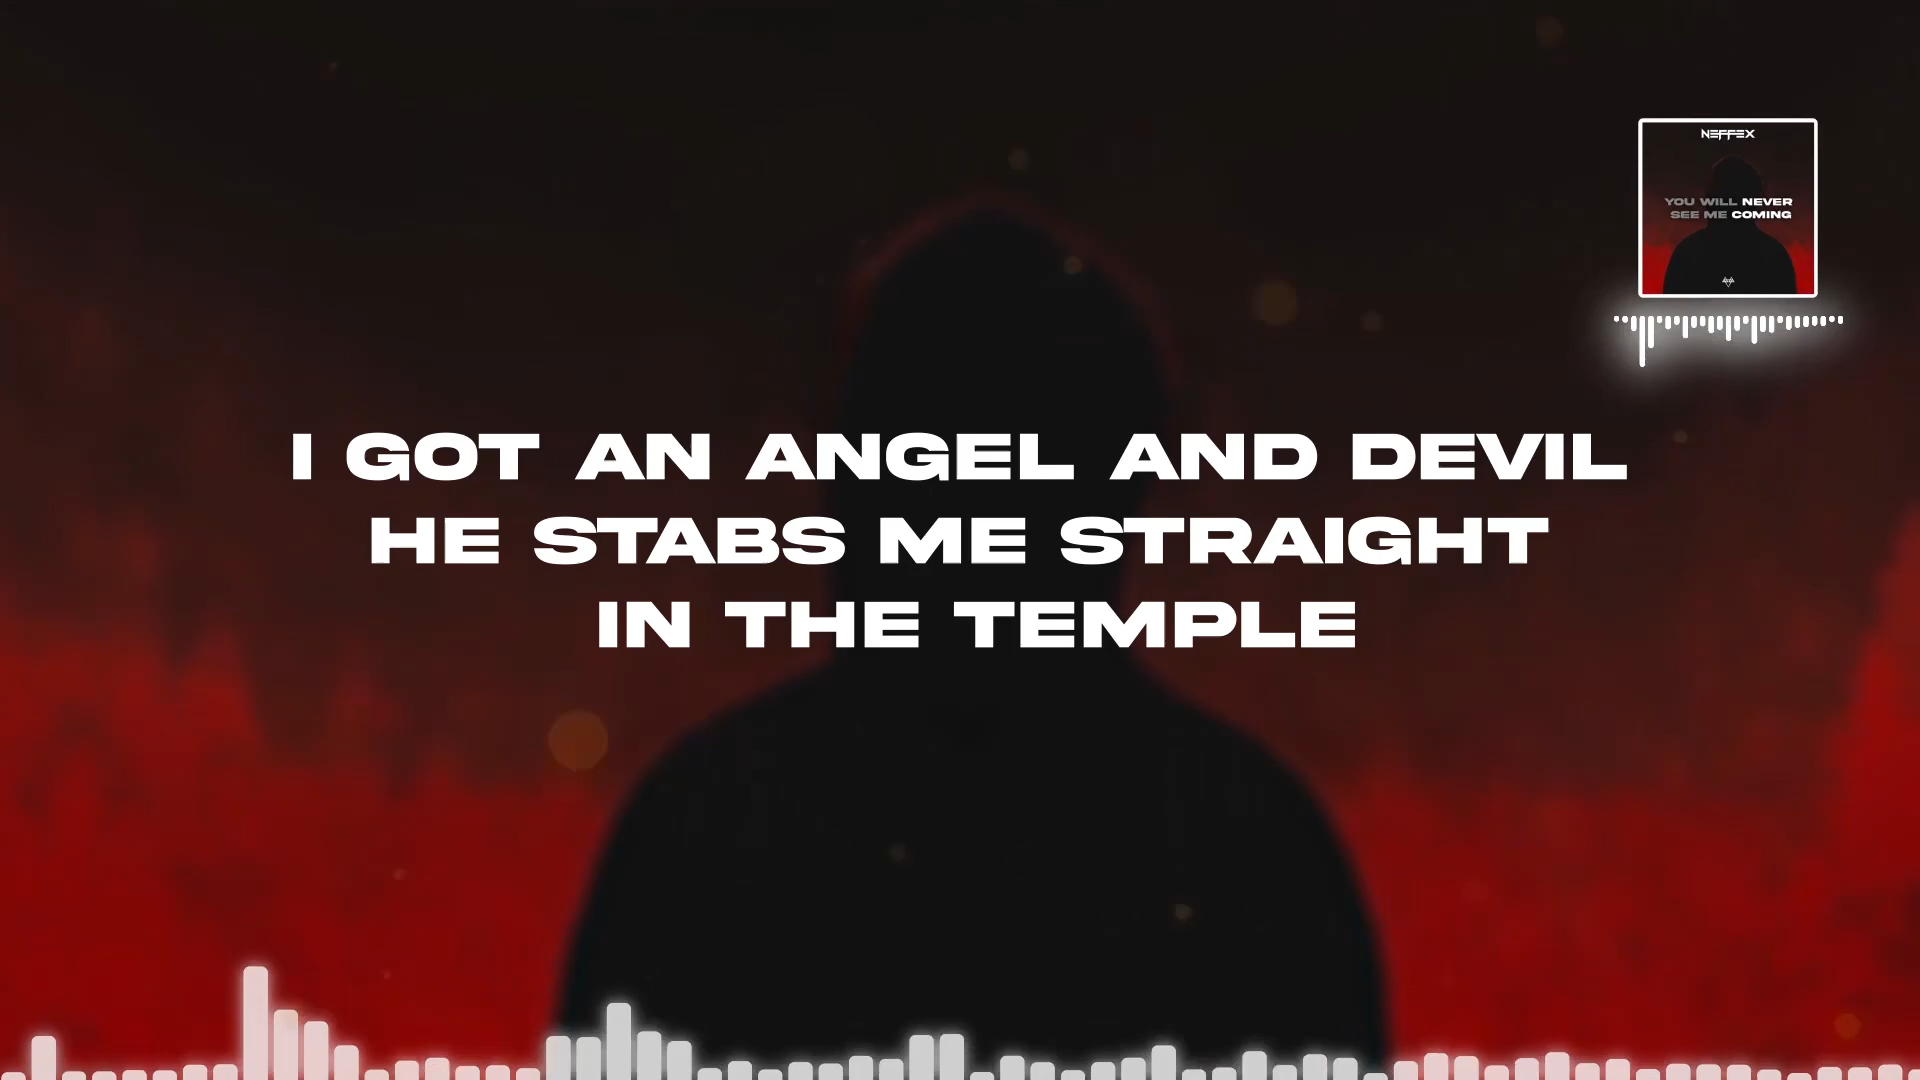 NEFFEX
YOU WILL NEVER
SEE ME COMING
I GOT AN ANGEL AND DEVIL
HE STABS ME STRAIGHT
IN THE TEMPLE